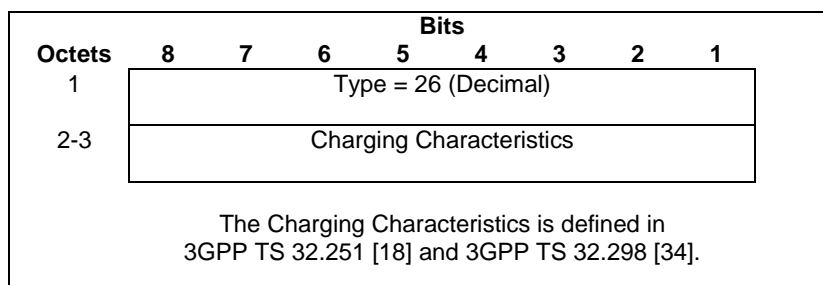 Bits
Octets 8 7 6 5 4 3 2 1
1 Type = 26 (Decimal)
2-3 Charging Characteristics
The Charging Characteristics is defined in
3GPP TS 32.251 [18] and 3GPP TS 32.298 [34].